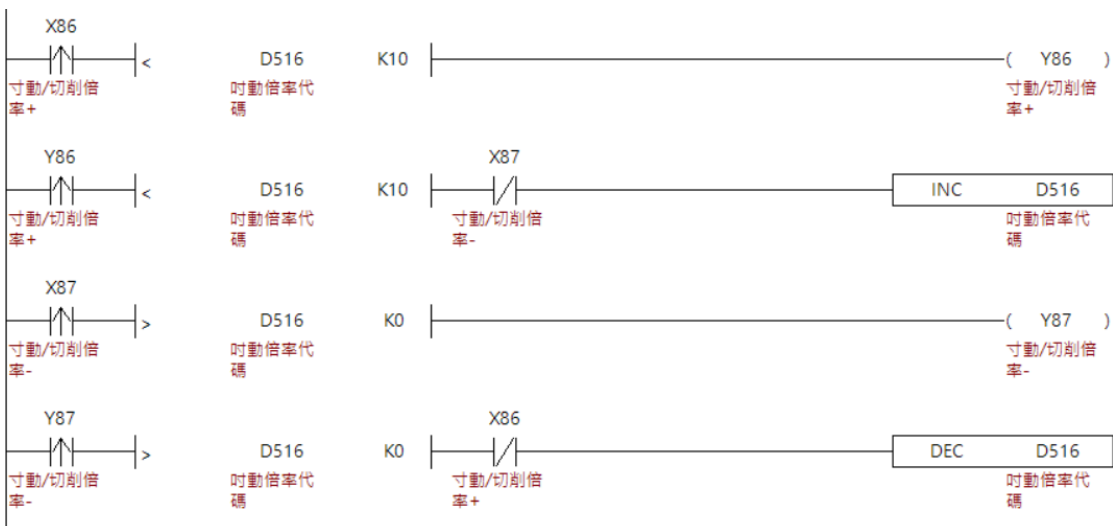 X86
< D516 K10 ( Y86 )
寸動/切削倍
率+
吋動倍率代
碼
寸動/切削倍
率+
Y86 X87
< D516 K10 INC D516
寸動/切削倍
率+
吋動倍率代
碼
寸動/切削倍
率-
吋動倍率代
碼
X87
> D516 K0 ( Y87 )
寸動/切削倍
率-
吋動倍率代
碼
寸動/切削倍
率-
Y87 X86
> D516 K0 DEC D516
寸動/切削倍
率-
吋動倍率代
碼
寸動/切削倍
率+
吋動倍率代
碼